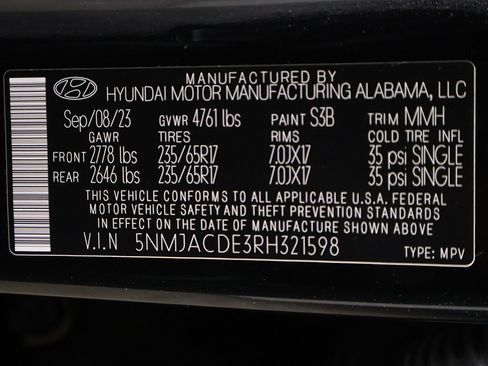 MANUFACTURED BY
HYUNDAI MOTOR MANUFACTURING ALABAMA, LLC
Sep/08/23 GVWR 4761 lbs PAINT S3B TRIM MMH
GAWR TIRES RIMS COLD TIRE INFL
FRONT 2778 lbs 235/65R17 7.0JX17 35 psi SINGLE
REAR 2646 lbs 235/65R17 7.0JX17 35 psi SINGLE
THIS VEHICLE CONFORMS TO ALL APPLICABLE U.S.A. FEDERAL
MOTOR VEHICLE SAFETY AND THEFT PREVENTION STANDARDS
IN EFFECT ON THE DATE OF MANUFACTURE SHOWN ABOVE
V.I.N 5NMJACDE3RH321598 TYPE: MPV